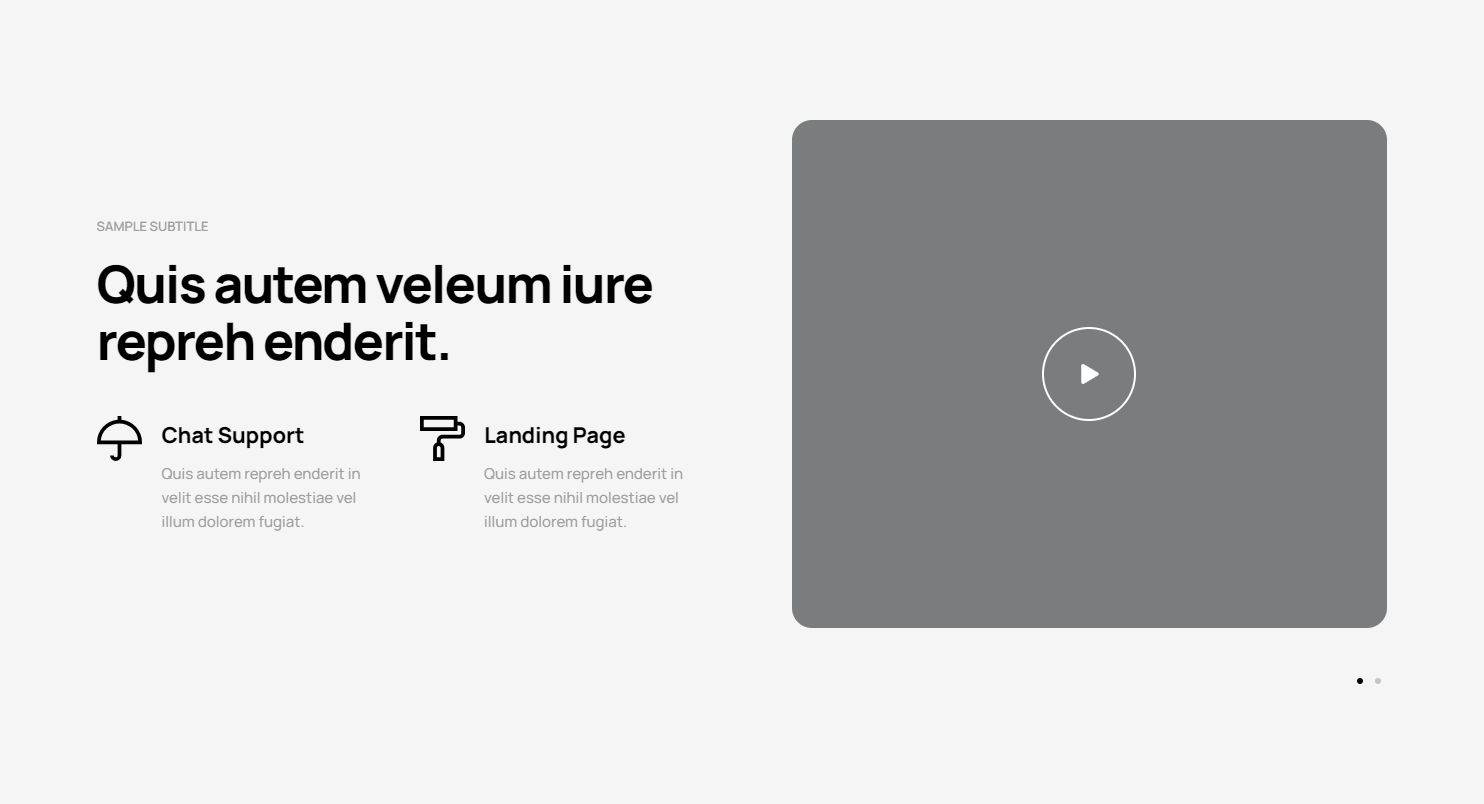 SAMPLE SUBTITLE
Quis autem veleum iure
repreh enderit.
Chat Support
Quis autem repreh enderit in
velit esse nihil molestiae vel
illum dolorem fugiat.
Landing Page
Quis autem repreh enderit in
velit esse nihil molestiae vel
illum dolorem fugiat.